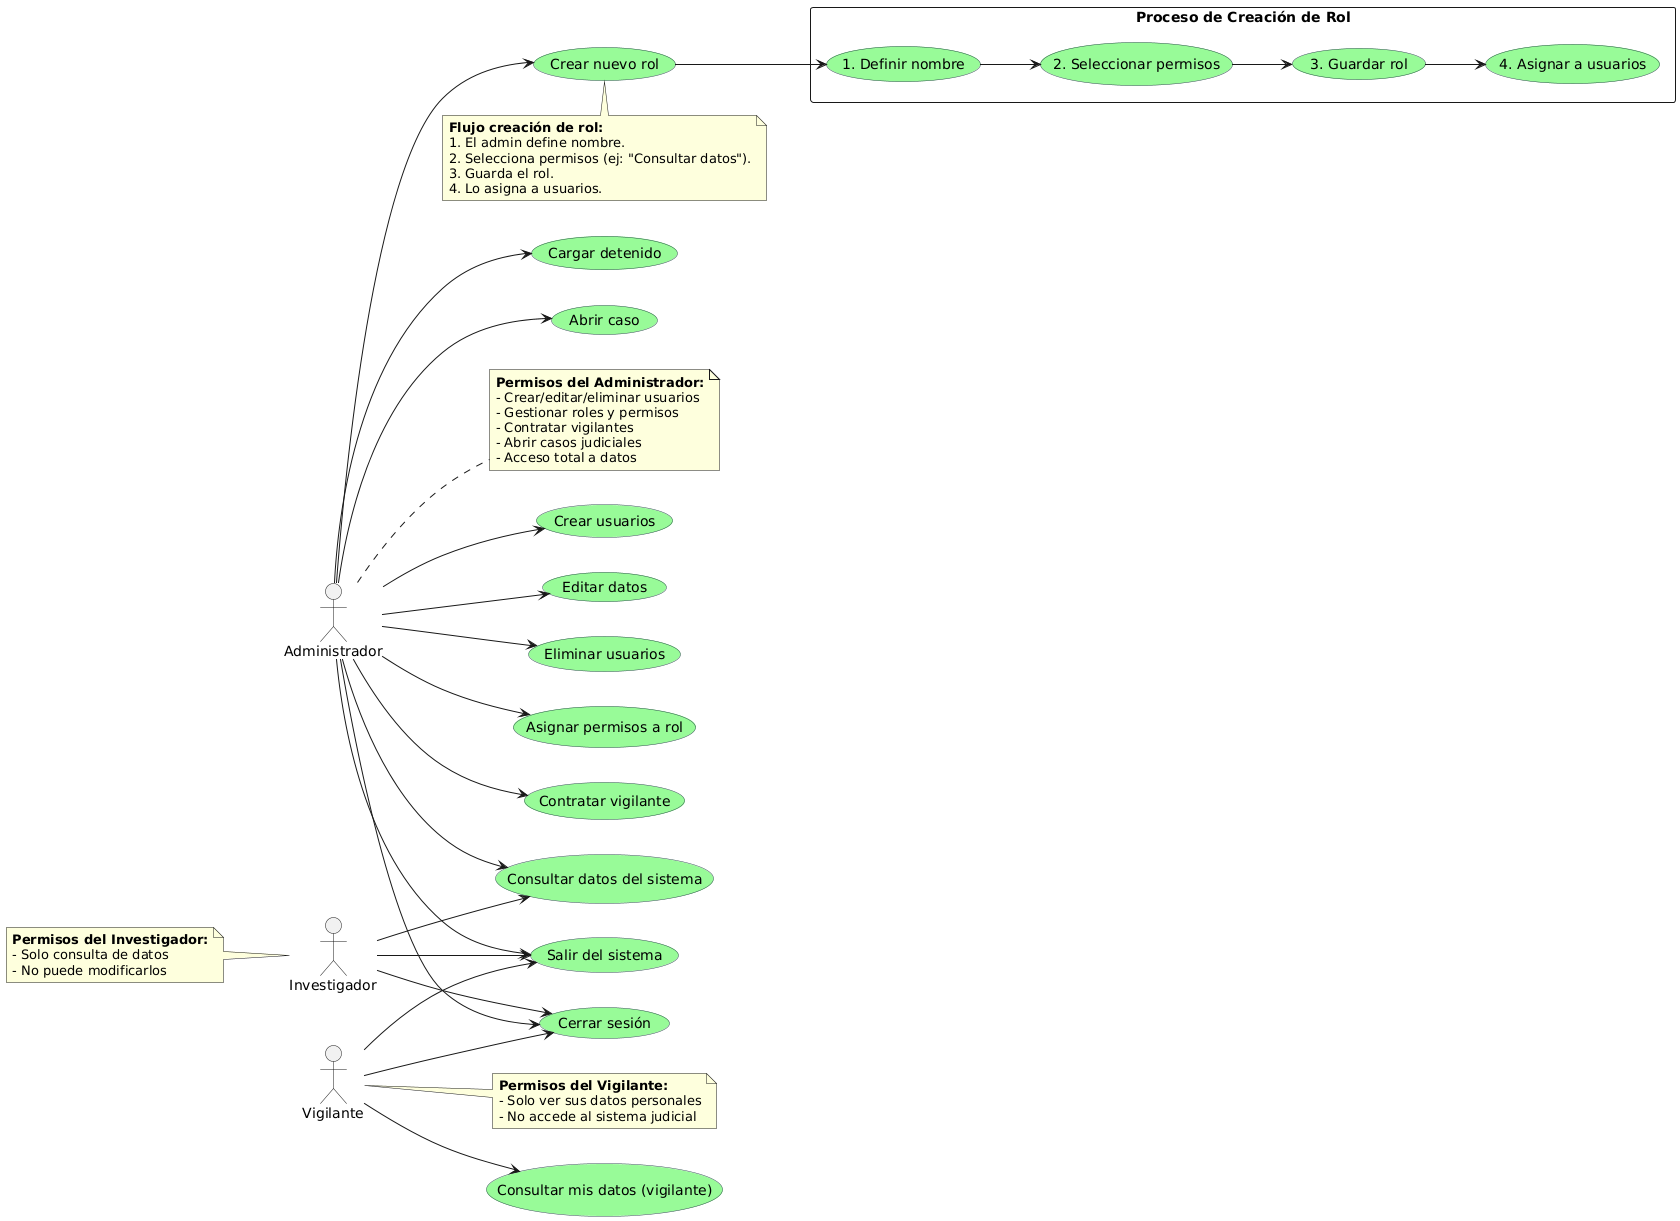 Proceso de Creación de Rol
Crear nuevo rol
1. Definir nombre
2. Seleccionar permisos
3. Guardar rol
4. Asignar a usuarios
Flujo creación de rol:
1. El admin define nombre.
2. Selecciona permisos (ej: "Consultar datos").
3. Guarda el rol.
4. Lo asigna a usuarios.
Cargar detenido
Abrir caso
Permisos del Administrador:
- Crear/editar/eliminar usuarios
- Gestionar roles y permisos
- Contratar vigilantes
- Abrir casos judiciales
- Acceso total a datos
Crear usuarios
Editar datos
Administrador
Eliminar usuarios
Asignar permisos a rol
Contratar vigilante
Consultar datos del sistema
Permisos del Investigador:
- Solo consulta de datos
- No puede modificarlos
Investigador
Salir del sistema
Cerrar sesión
Vigilante
Permisos del Vigilante:
- Solo ver sus datos personales
- No accede al sistema judicial
Consultar mis datos (vigilante)